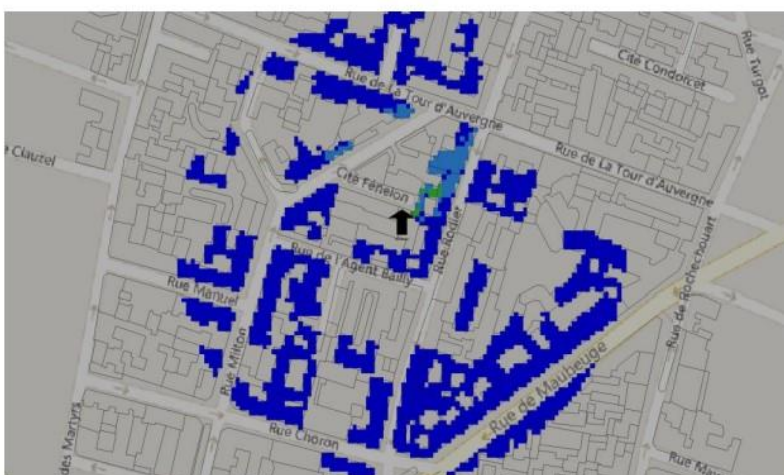 Rue de La Tour d'Auvergne
Cité Condorcet
Rue Turgot
Rue de La Tour d'Auvergne
Clauzel
Cité Fénelon
Rue de l'Agent Bailly
Rue Rodier
Rue de Rochechouart
Rue Manuel
Rue Milton
Rue de Maubeuge
Rue Choron
des Martyrs